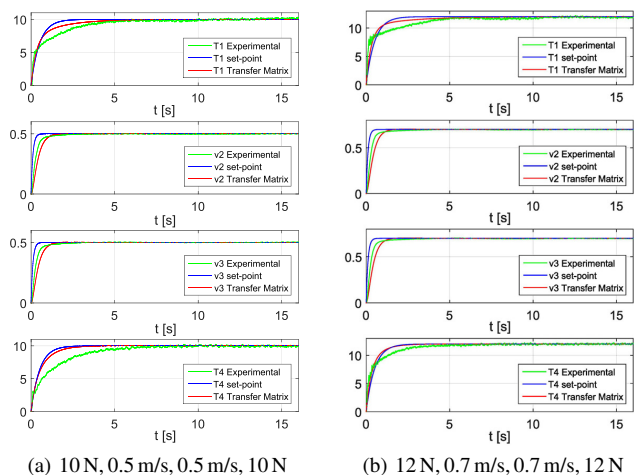 10
5
0
T1 Experimental
T1 set-point
T1 Transfer Matrix
0 5 10 15
t [s]
0.5
0
v2 Experimental
v2 set-point
v2 Transfer Matrix
0 5 10 15
t [s]
0.5
0
v3 Experimental
v3 set-point
v3 Transfer Matrix
0 5 10 15
t [s]
10
5
0
T4 Experimental
T4 set-point
T4 Transfer Matrix
0 5 10 15
t [s]
(a) 10 N, 0.5 m/s, 0.5 m/s, 10 N
10
5
0
T1 Experimental
T1 set-point
T1 Transfer Matrix
0 5 10 15
t [s]
0.5
0
v2 Experimental
v2 set-point
v2 Transfer Matrix
0 5 10 15
t [s]
0.5
0
v3 Experimental
v3 set-point
v3 Transfer Matrix
0 5 10 15
t [s]
10
5
0
T4 Experimental
T4 set-point
T4 Transfer Matrix
0 5 10 15
t [s]
(b) 12 N, 0.7 m/s, 0.7 m/s, 12 N